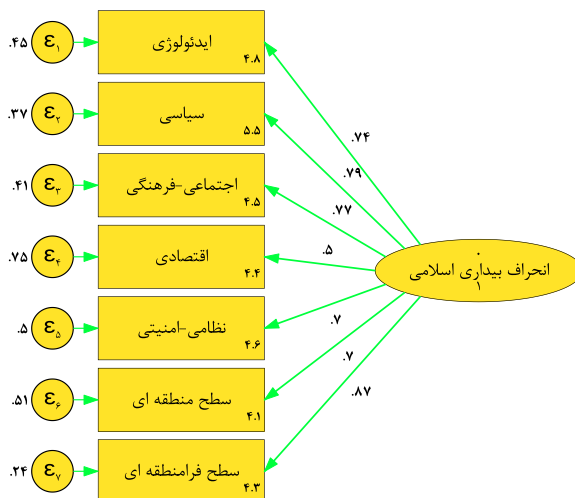 .۴۵
ε۱
ایدئولوژی
۴.۸
.۷۴
.۳۷
ε۲
سیاسی
۵.۵
.۷۹
.۴۱
ε۳
اجتماعی-فرهنگی
۴.۵
.۷۷
.۷۵
ε۴
اقتصادی
۴.۴
.۵
۰
انحراف بیداری اسلامی
۱
.۵
ε۵
نظامی-امنیتی
۴.۶
.۷
.۵۱
ε۶
سطح منطقه ای
۴.۱
.۷
.۲۴
ε۷
سطح فرامنطقه ای
۴.۳
.۸۷